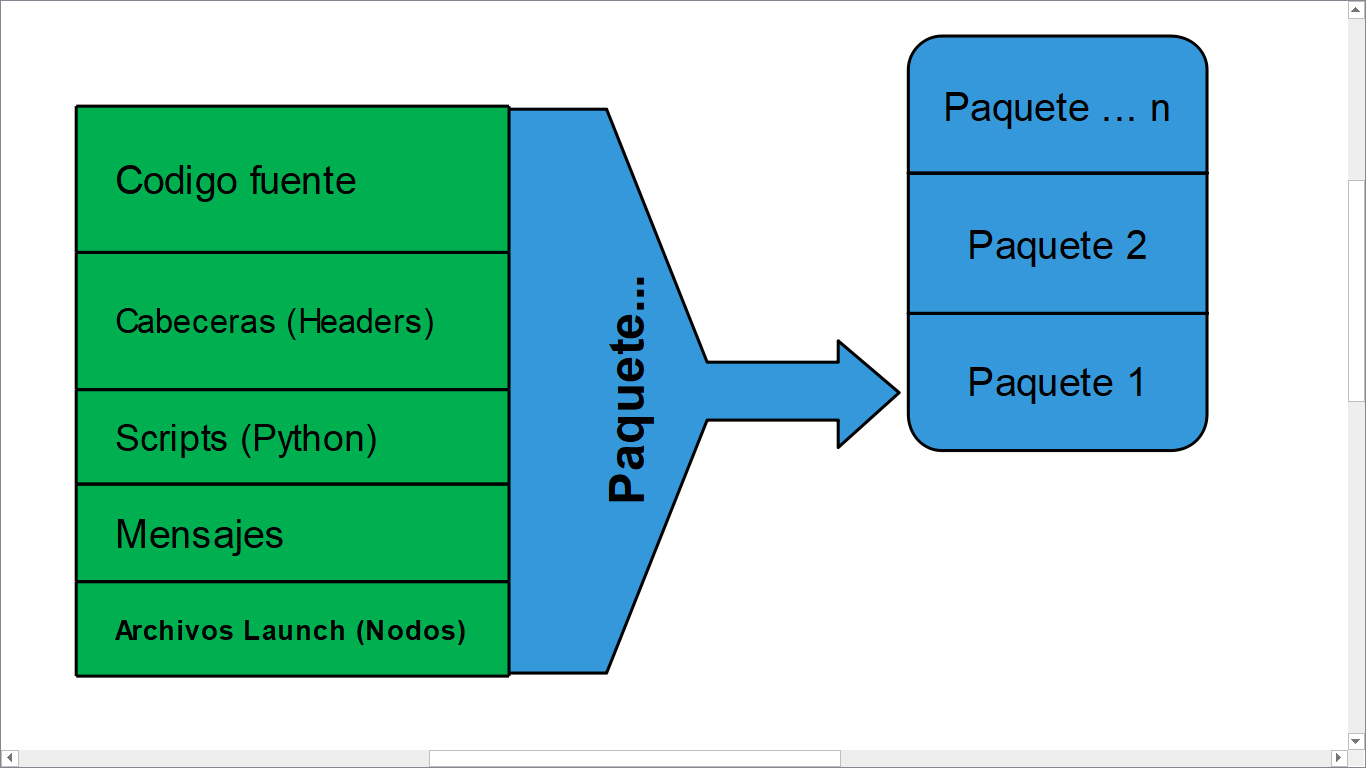 Codigo fuente
Cabeceras (Headers)
Scripts (Python)
Mensajes
Archivos Launch (Nodos)
Paquete...
Paquete ... n
Paquete 2
Paquete 1